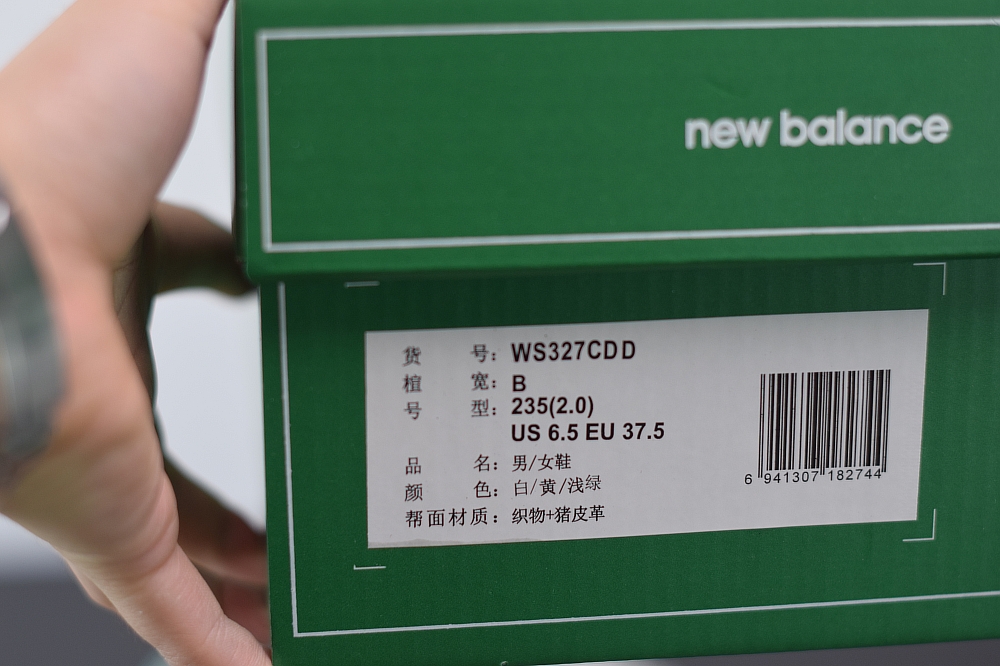 new balance
货 号: WS327CDD
楦 宽: B
号 型: 235(2.0)
US 6.5 EU 37.5
品 名: 男/女鞋
颜 色: 白/黄/浅绿
帮面材质: 织物+猪皮革
6 941307 182744